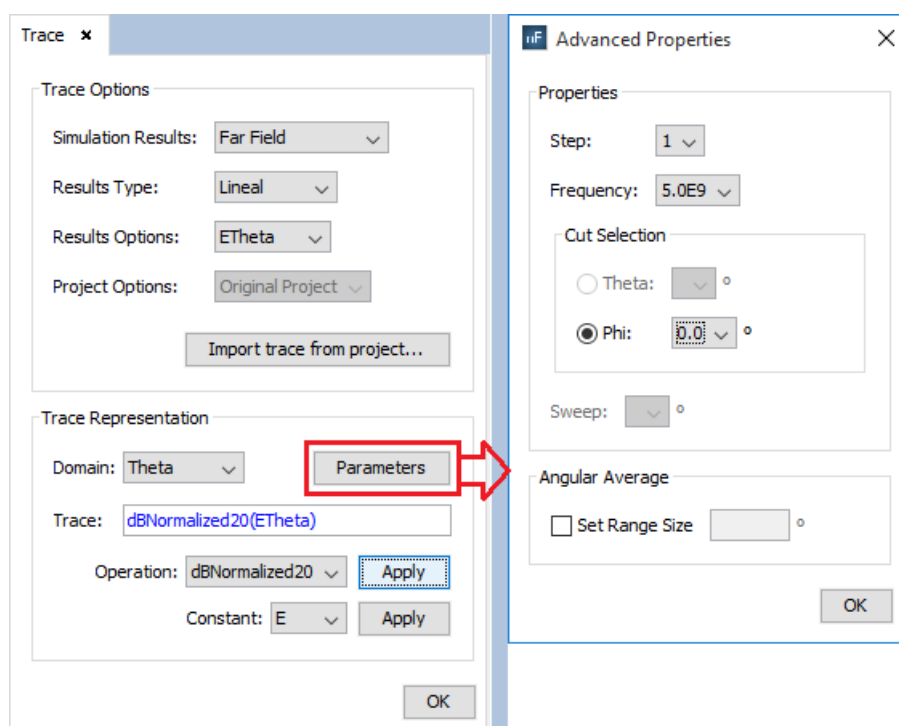 Trace ×
Trace Options
Simulation Results: Far Field
Results Type: Lineal
Results Options: ETheta
Project Options: Original Project
Import trace from project...
Trace Representation
Domain: Theta Parameters
Trace: dBNormalized20(ETheta)
Operation: dBNormalized20 Apply
Constant: E Apply
OK
nF Advanced Properties
Properties
Step: 1
Frequency: 5.0E9
Cut Selection
Theta: º
Phi: 0.0 º
Sweep: º
Angular Average
Set Range Size º
OK